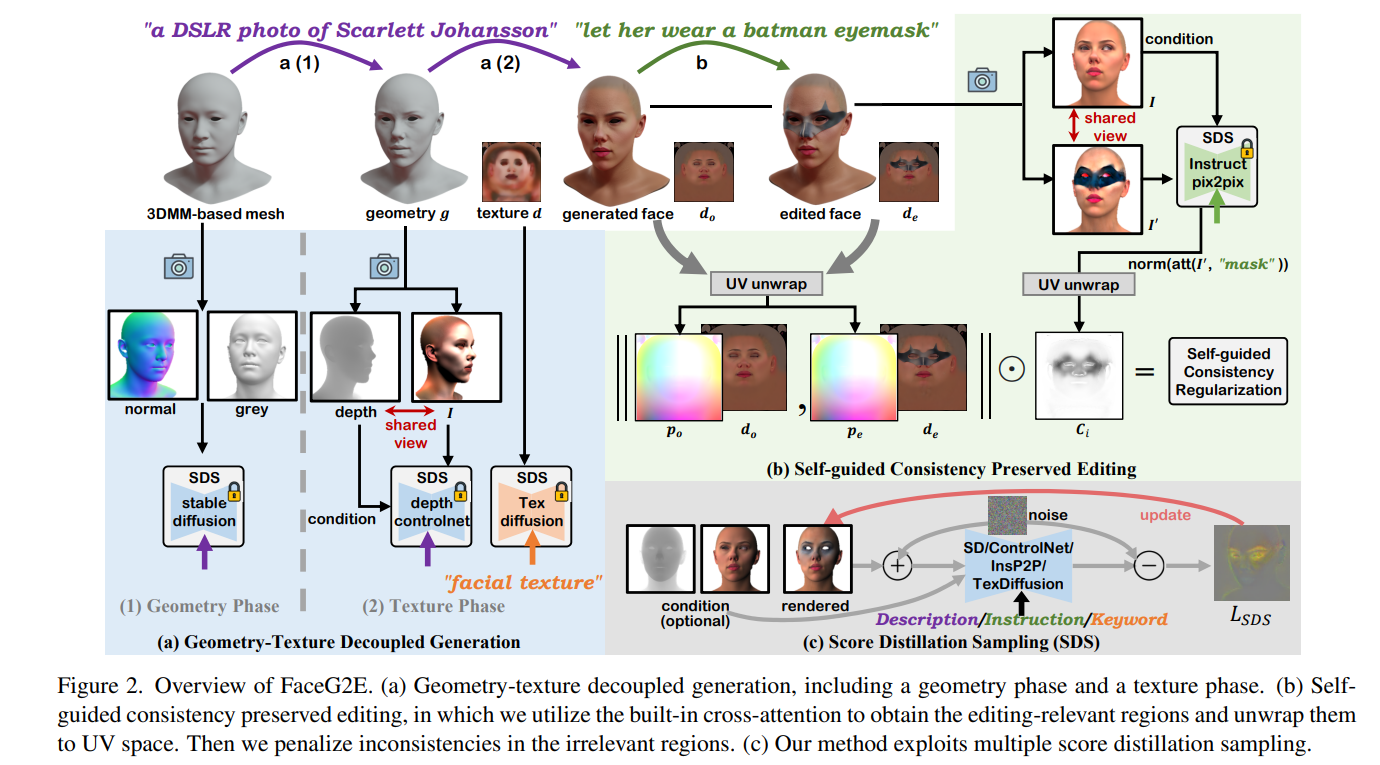 "a DSLR photo of Scarlett Johansson" "let her wear a batman eyemask"
a (1)
a (2)
b
3DMM-based mesh
geometry g
texture d
generated face
d_o
edited face
d_e
condition
I
shared
view
I′
SDS
Instruct
pix2pix
norm(att(I′, "mask"))
UV unwrap
c_i
=
Self-guided
Consistency
Regularization
normal
grey
SDS
stable
diffusion
(1) Geometry Phase
depth
I
shared
view
condition
SDS
depth
controlnet
SDS
Tex
diffusion
"facial texture"
(2) Texture Phase
(a) Geometry-Texture Decoupled Generation
UV unwrap
||
p_o
d_o
,
p_e
d_e
||
⊙
(b) Self-guided Consistency Preserved Editing
condition
(optional)
rendered
+
noise
SD/ControlNet/
InsP2P/
TexDiffusion
−
update
L_SDS
Description/Instruction/Keyword
(c) Score Distillation Sampling (SDS)
Figure 2. Overview of FaceG2E. (a) Geometry-texture decoupled generation, including a geometry phase and a texture phase. (b) Self-
guided consistency preserved editing, in which we utilize the built-in cross-attention to obtain the editing-relevant regions and unwrap them
to UV space. Then we penalize inconsistencies in the irrelevant regions. (c) Our method exploits multiple score distillation sampling.